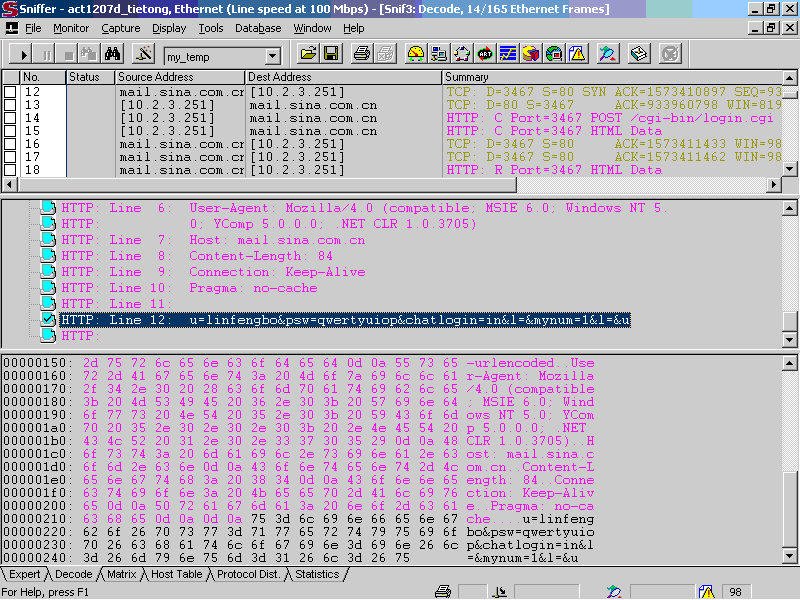 Sniffer - act1207d_tietong, Ethernet (Line speed at 100 Mbps) - [Snif3: Decode, 14/165 Ethernet Frames]
File Monitor Capture Display Tools Database Window Help
my_temp
No. Status Source Address Dest Address Summary
12 mail.sina.com.cn [10.2.3.251] TCP: D=3467 S=80 SYN ACK=1573410897 SEQ=93
13 [10.2.3.251] mail.sina.com.cn TCP: D=80 S=3467 ACK=933960798 WIN=819
14 [10.2.3.251] mail.sina.com.cn HTTP: C Port=3467 POST /cgi-bin/login.cgi
15 [10.2.3.251] mail.sina.com.cn HTTP: C Port=3467 HTML Data
16 mail.sina.com.cn [10.2.3.251] TCP: D=3467 S=80 ACK=1573411433 WIN=98
17 mail.sina.com.cn [10.2.3.251] TCP: D=3467 S=80 ACK=1573411462 WIN=98
18 mail.sina.com.cn [10.2.3.251] HTTP: R Port=3467 HTML Data
HTTP: Line 6: User-Agent: Mozilla/4.0 (compatible; MSIE 6.0; Windows NT 5.
HTTP: 0; YComp 5.0.0.0; .NET CLR 1.0.3705)
HTTP: Line 7: Host: mail.sina.com.cn
HTTP: Line 8: Content-Length: 84
HTTP: Line 9: Connection: Keep-Alive
HTTP: Line 10: Pragma: no-cache
HTTP: Line 11:
HTTP: Line 12: u=linfengbo&psw=qwertyuiop&chatlogin=in&l=&mynum=1&l=&u
HTTP:
00000150: 2d 75 72 6c 65 6e 63 6f 64 65 64 0d 0a 55 73 65 -urlencoded..Use
00000160: 72 2d 41 67 65 6e 74 3a 20 4d 6f 7a 69 6c 6c 61 r-Agent: Mozilla
00000170: 2f 34 2e 30 20 28 63 6f 6d 70 61 74 69 62 6c 65 /4.0 (compatible
00000180: 3b 20 4d 53 49 45 20 36 2e 30 3b 20 57 69 6e 64 ; MSIE 6.0; Wind
00000190: 6f 77 73 20 4e 54 20 35 2e 30 3b 20 59 43 6f 6d ows NT 5.0; YCom
000001a0: 70 20 35 2e 30 2e 30 2e 30 3b 20 2e 4e 45 54 20 p 5.0.0.0; .NET
000001b0: 43 4c 52 20 31 2e 30 2e 33 37 30 35 29 0d 0a 48 CLR 1.0.3705)..H
000001c0: 6f 73 74 3a 20 6d 61 69 6c 2e 73 69 6e 61 2e 63 ost: mail.sina.c
000001d0: 6f 6d 2e 63 6e 0d 0a 43 6f 6e 74 65 6e 74 2d 4c om.cn..Content-L
000001e0: 65 6e 67 74 68 3a 20 38 34 0d 0a 43 6f 6e 6e 65 ength: 84..Conne
000001f0: 63 74 69 6f 6e 3a 20 4b 65 65 70 2d 41 6c 69 76 ction: Keep-Aliv
00000200: 65 0d 0a 50 72 61 67 6d 61 3a 20 6e 6f 2d 63 61 e..Pragma: no-ca
00000210: 63 68 65 0d 0a 0d 0a 75 3d 6c 69 6e 66 65 6e 67 che....u=linfeng
00000220: 62 6f 26 70 73 77 3d 71 77 65 72 74 79 75 69 6f bo&psw=qwertyuio
00000230: 70 26 63 68 61 74 6c 6f 67 69 6e 3d 69 6e 26 6c p&chatlogin=in&l
00000240: 3d 26 6d 79 6e 75 6d 3d 31 26 6c 3d 26 75 =&mynum=1&l=&u
Expert Decode Matrix Host Table Protocol Dist. Statistics
For Help, press F1 98